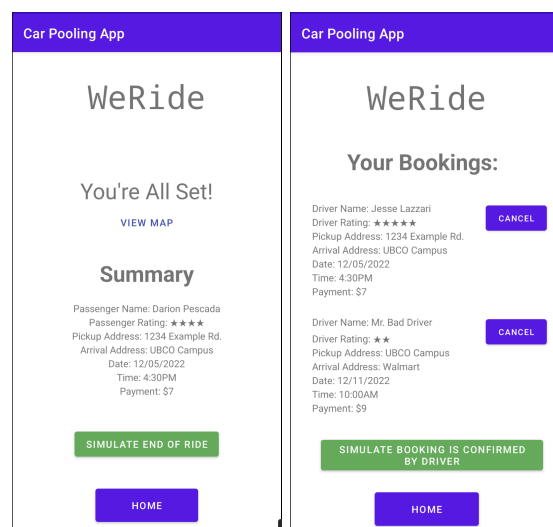 Car Pooling App
WeRide
You're All Set!
VIEW MAP
Summary
Passenger Name: Darion Pescada
Passenger Rating: ★★★★
Pickup Address: 1234 Example Rd.
Arrival Address: UBCO Campus
Date: 12/05/2022
Time: 4:30PM
Payment: $7
SIMULATE END OF RIDE
HOME
Car Pooling App
WeRide
Your Bookings:
Driver Name: Jesse Lazzari
Driver Rating: ★★★★★
Pickup Address: 1234 Example Rd.
Arrival Address: UBCO Campus
Date: 12/05/2022
Time: 4:30PM
Payment: $7
CANCEL
Driver Name: Mr. Bad Driver
Driver Rating: ★★
Pickup Address: UBCO Campus
Arrival Address: Walmart
Date: 12/11/2022
Time: 10:00AM
Payment: $9
CANCEL
SIMULATE BOOKING IS CONFIRMED
BY DRIVER
HOME